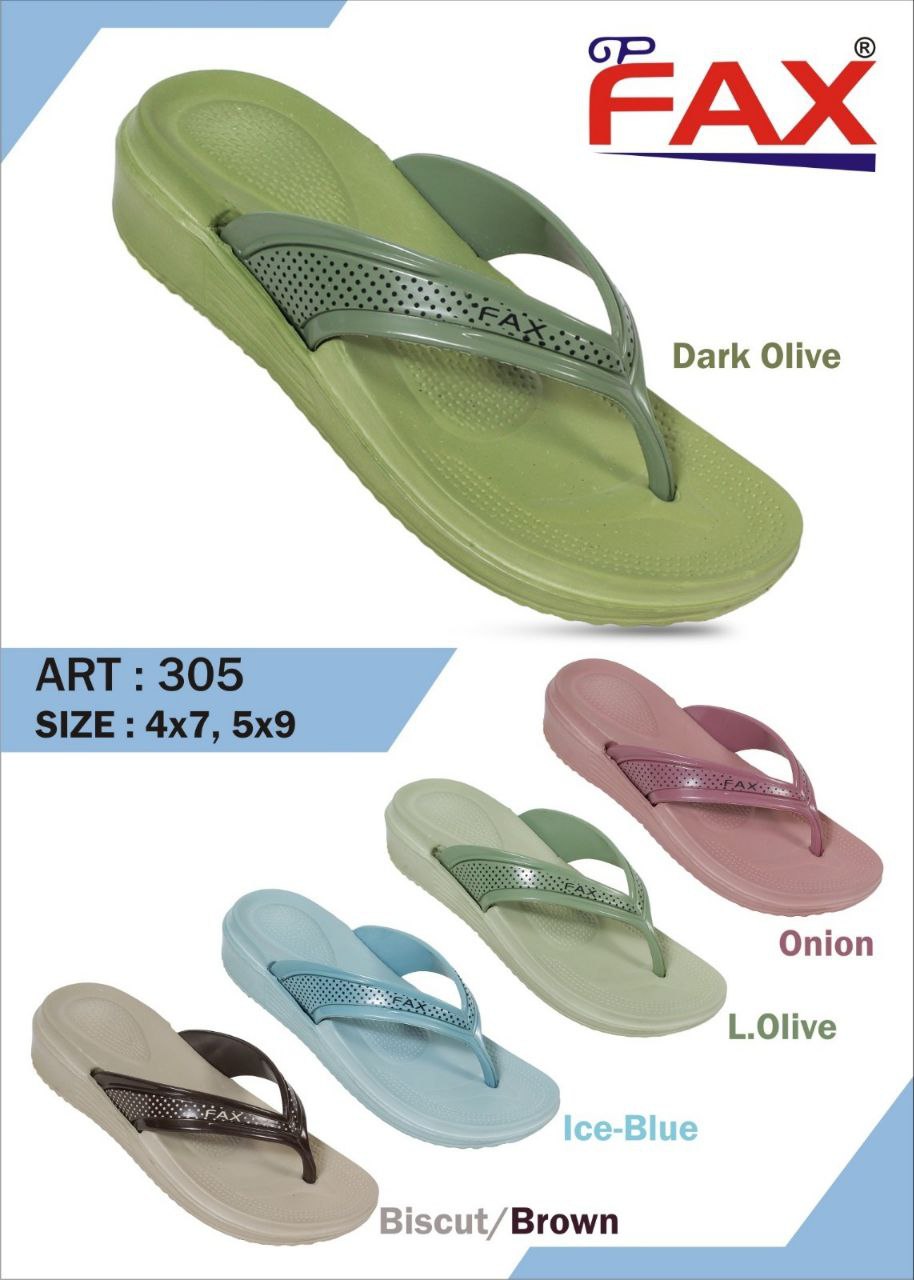 P
FAX®
FAX
Dark Olive
ART : 305
SIZE : 4x7, 5x9
FAX
Onion
FAX
L.Olive
FAX
Ice-Blue
FAX
Biscut/Brown